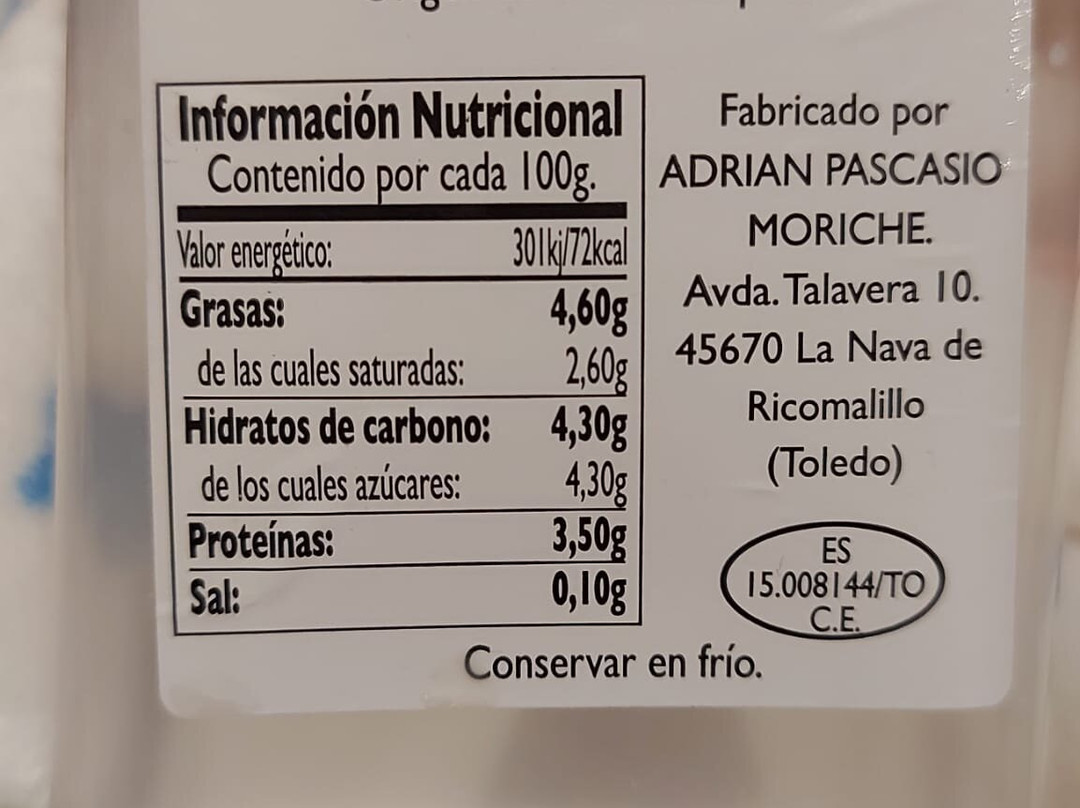 Información Nutricional
Contenido por cada 100g.
Valor energético: 301kj/72kcal
Grasas: 4,60g
de las cuales saturadas: 2,60g
Hidratos de carbono: 4,30g
de los cuales azúcares: 4,30g
Proteínas: 3,50g
Sal: 0,10g
Fabricado por
ADRIAN PASCASIO
MORICHE.
Avda. Talavera 10.
45670 La Nava de
Ricomalillo
(Toledo)
ES
15.008144/TO
C.E.
Conservar en frío.